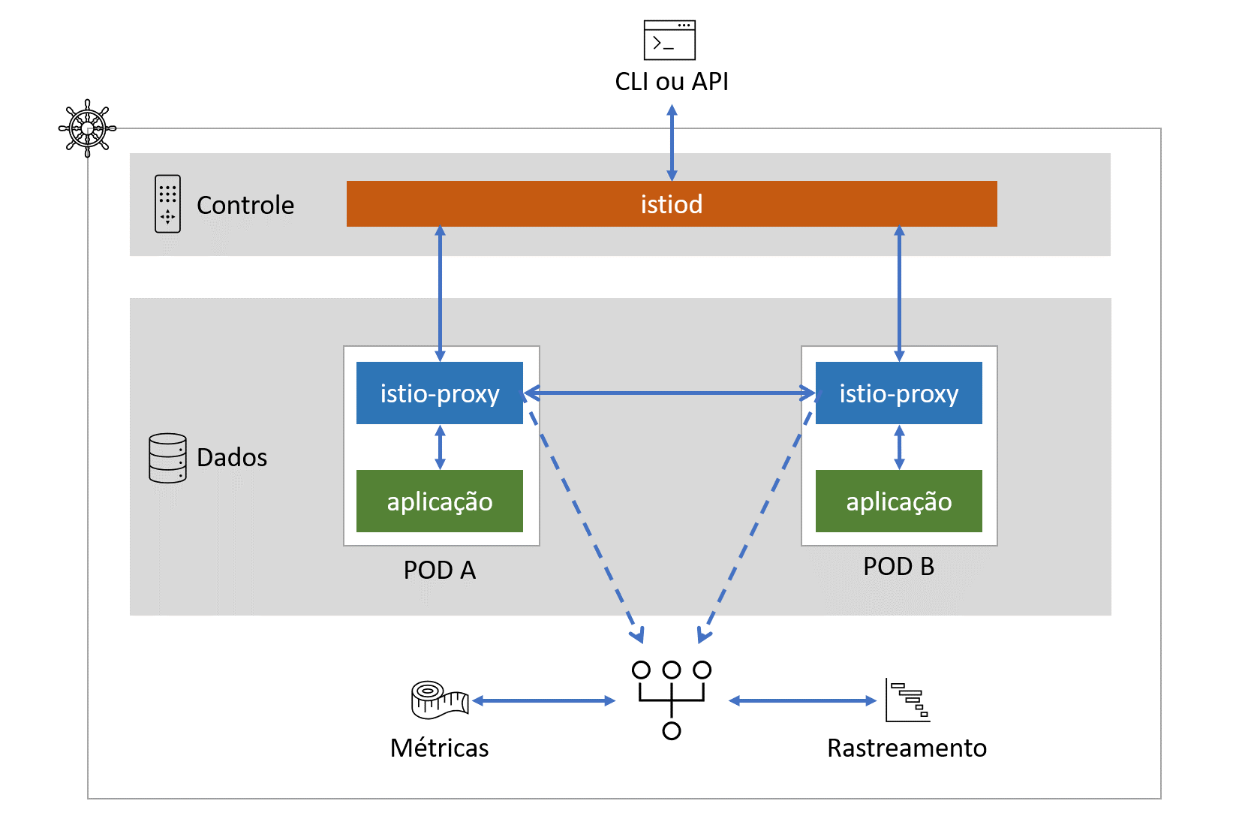 CLI ou API
Controle
istiod
istio-proxy
istio-proxy
Dados
aplicação
aplicação
POD A
POD B
Métricas
Rastreamento